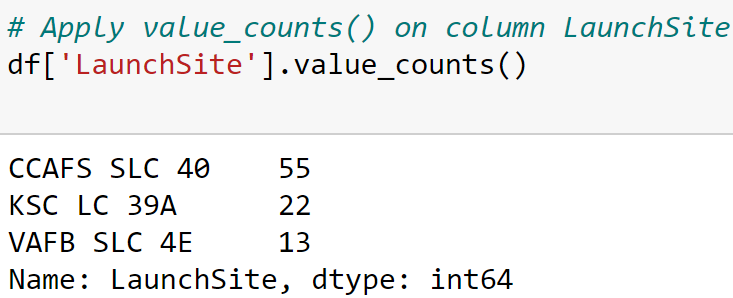 # Apply value_counts() on column LaunchSite
df['LaunchSite'].value_counts()
CCAFS SLC 40    55
KSC LC 39A      22
VAFB SLC 4E     13
Name: LaunchSite, dtype: int64